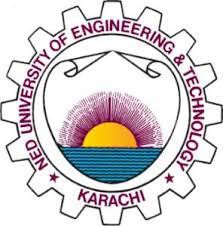 NED UNIVERSITY OF ENGINEERING & TECHNOLOGY
KARACHI